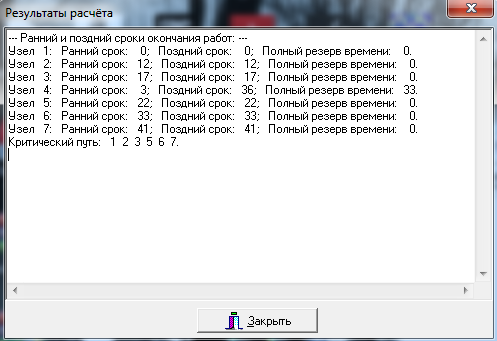 Результаты расчёта
--- Ранний и поздний сроки окончания работ: ---
Узел 1: Ранний срок: 0; Поздний срок: 0; Полный резерв времени: 0.
Узел 2: Ранний срок: 12; Поздний срок: 12; Полный резерв времени: 0.
Узел 3: Ранний срок: 17; Поздний срок: 17; Полный резерв времени: 0.
Узел 4: Ранний срок: 3; Поздний срок: 36; Полный резерв времени: 33.
Узел 5: Ранний срок: 22; Поздний срок: 22; Полный резерв времени: 0.
Узел 6: Ранний срок: 33; Поздний срок: 33; Полный резерв времени: 0.
Узел 7: Ранний срок: 41; Поздний срок: 41; Полный резерв времени: 0.
Критический путь: 1 2 3 5 6 7.
Закрыть